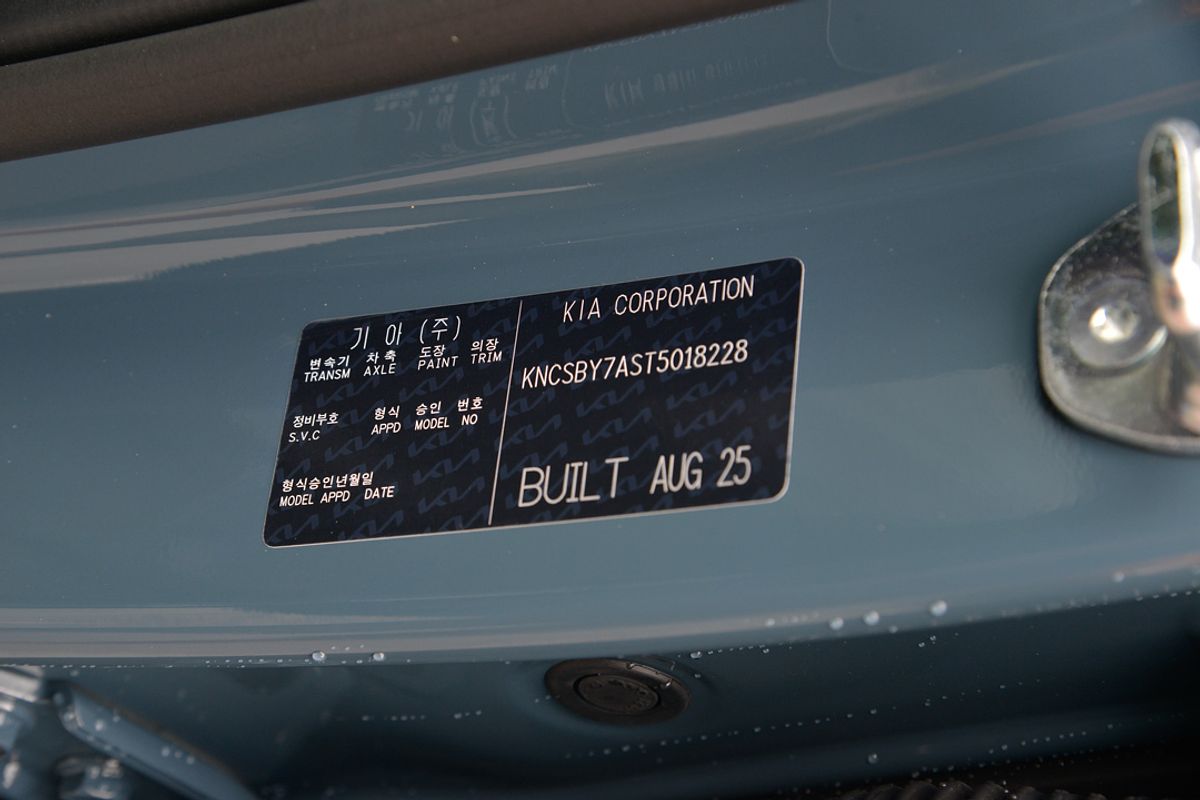 기 아 (주)
변속기 차 축 도장 의장
TRANSM AXLE PAINT TRIM
정비부호 형식 승인 번호
S.V.C APPD MODEL NO
형식승인년월일
MODEL APPD DATE
KIA CORPORATION
KNCSBY7AST5018228
BUILT AUG 25